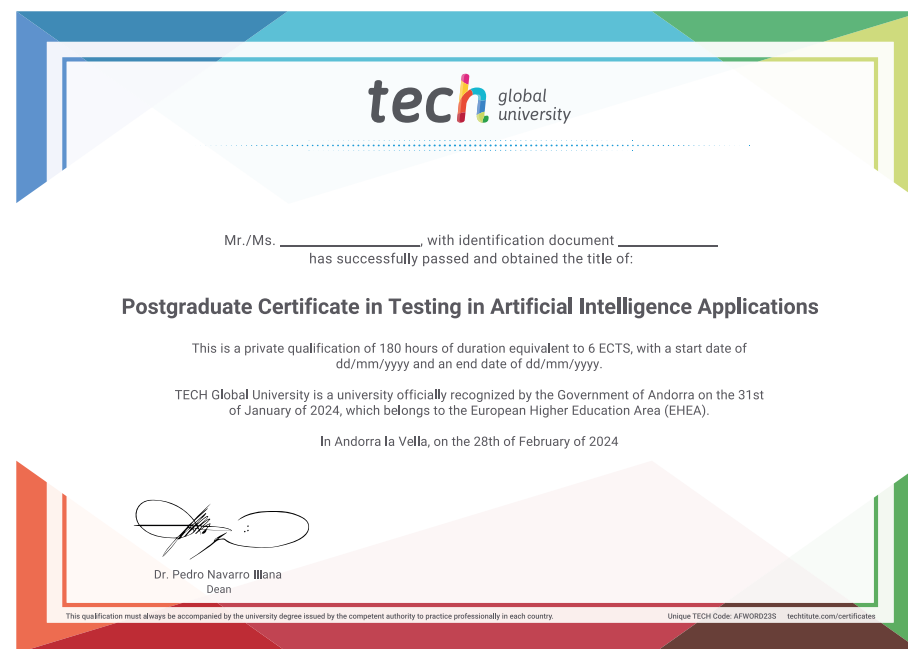 tech global
university
Mr./Ms. ____________________, with identification document ______________
has successfully passed and obtained the title of:
Postgraduate Certificate in Testing in Artificial Intelligence Applications
This is a private qualification of 180 hours of duration equivalent to 6 ECTS, with a start date of
dd/mm/yyyy and an end date of dd/mm/yyyy.
TECH Global University is a university officially recognized by the Government of Andorra on the 31st
of January of 2024, which belongs to the European Higher Education Area (EHEA).
In Andorra la Vella, on the 28th of February of 2024
Dr. Pedro Navarro Illana
Dean
This qualification must always be accompanied by the university degree issued by the competent authority to practice professionally in each country.
Unique TECH Code: AFWORD23S techtitute.com/certificates